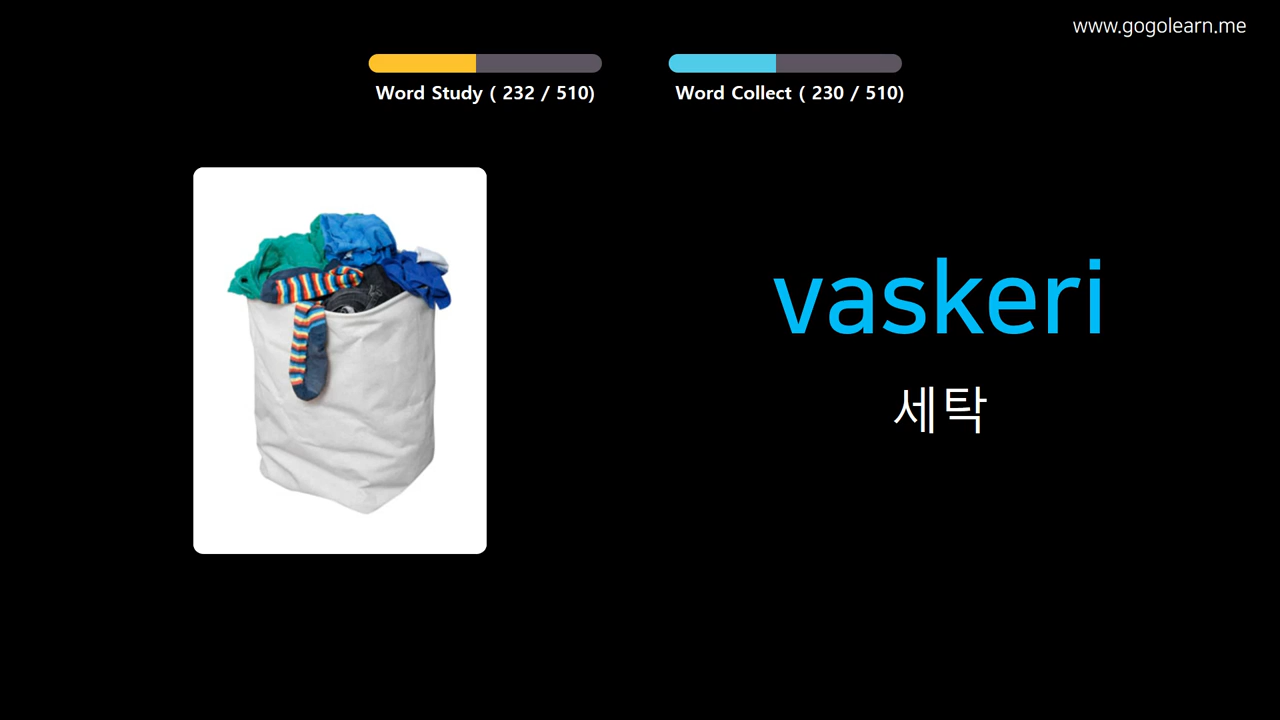 www.gogolearn.me
Word Study ( 232 / 510)
Word Collect ( 230 / 510)
vaskeri
세탁